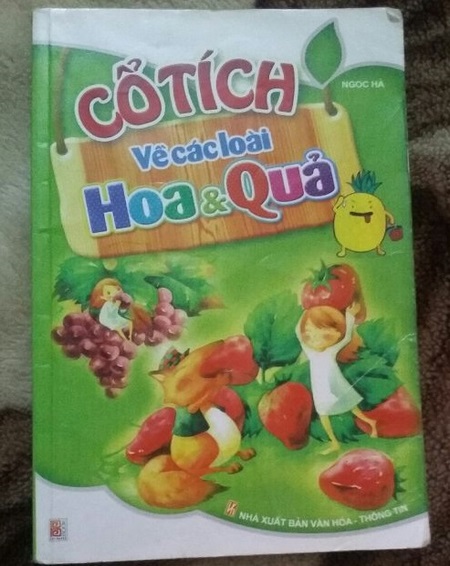 CỔ TÍCH
NGỌC HÀ
Về các loài
Hoa & Quả
NHÀ XUẤT BẢN VĂN HÓA - THÔNG TIN